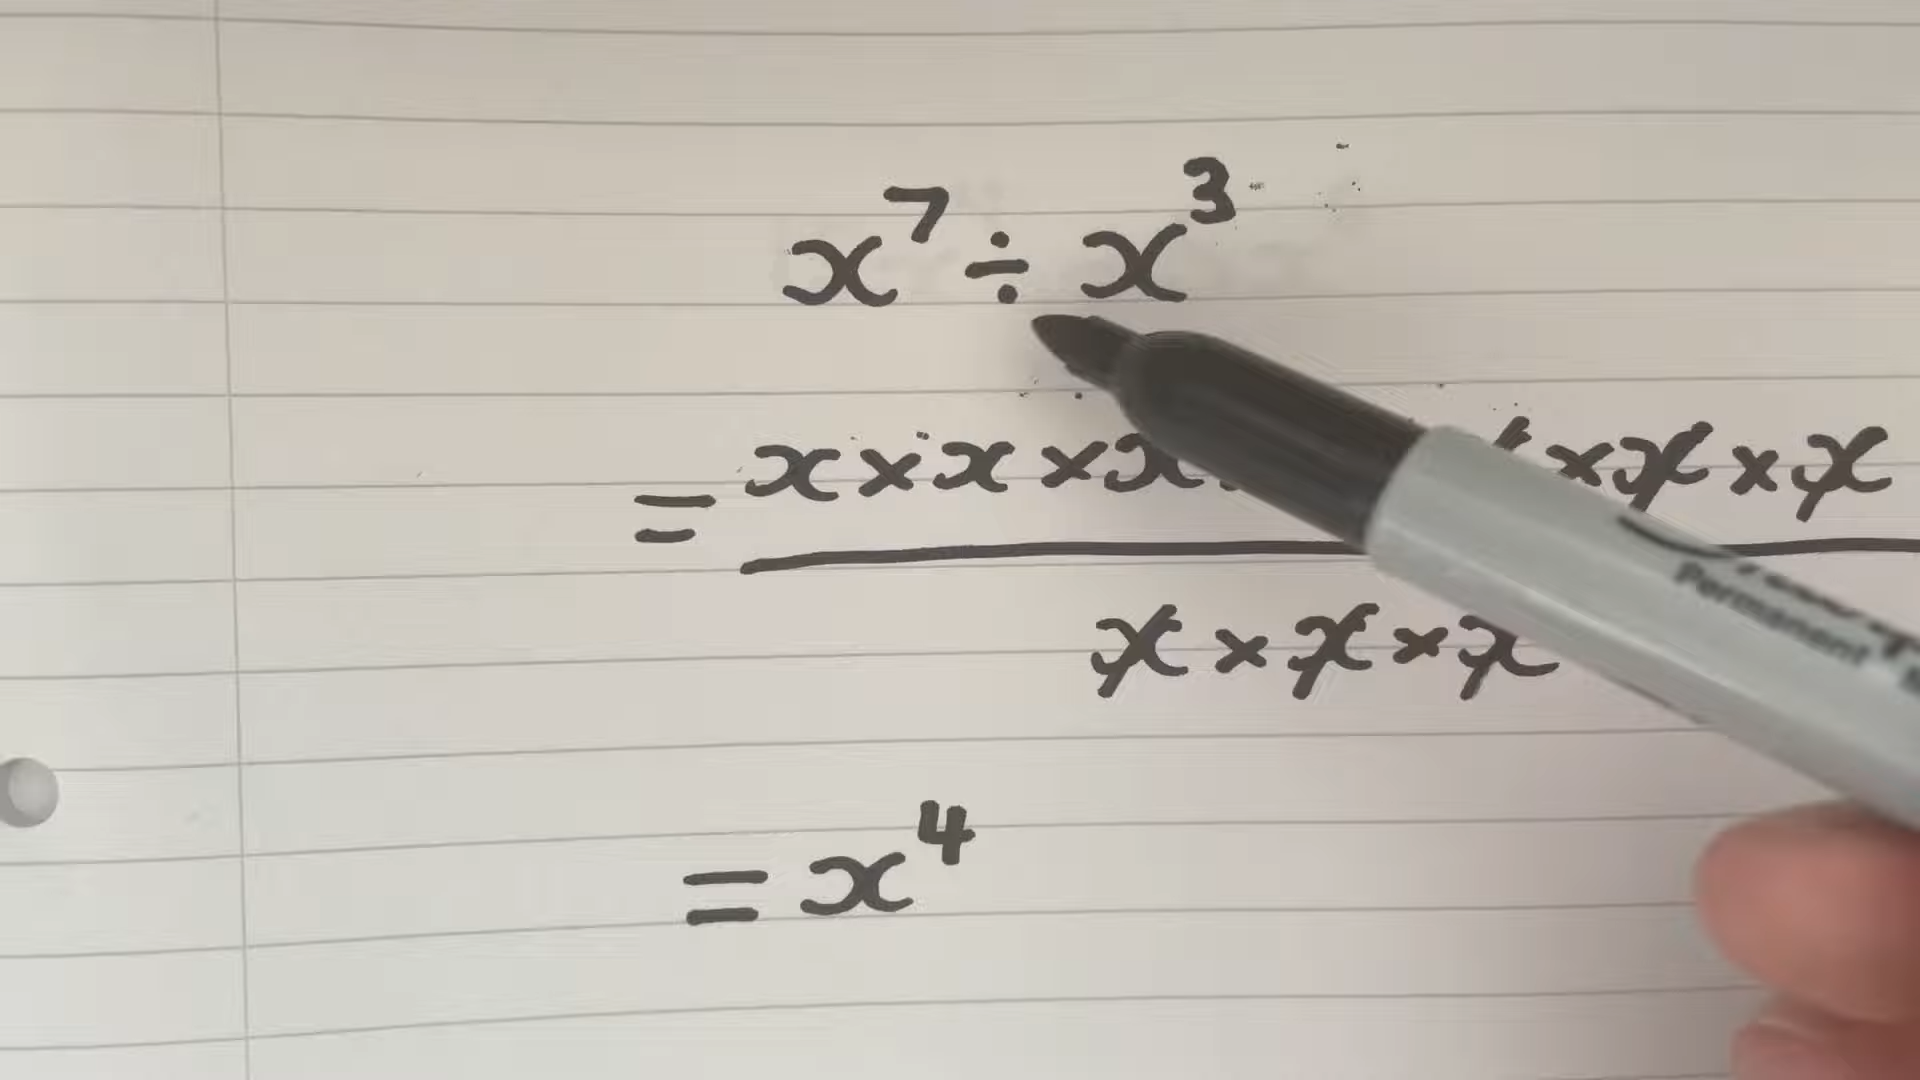 x⁷ ÷ x³
= x × x × x × x × x
x × x × x
= x⁴
Permanent